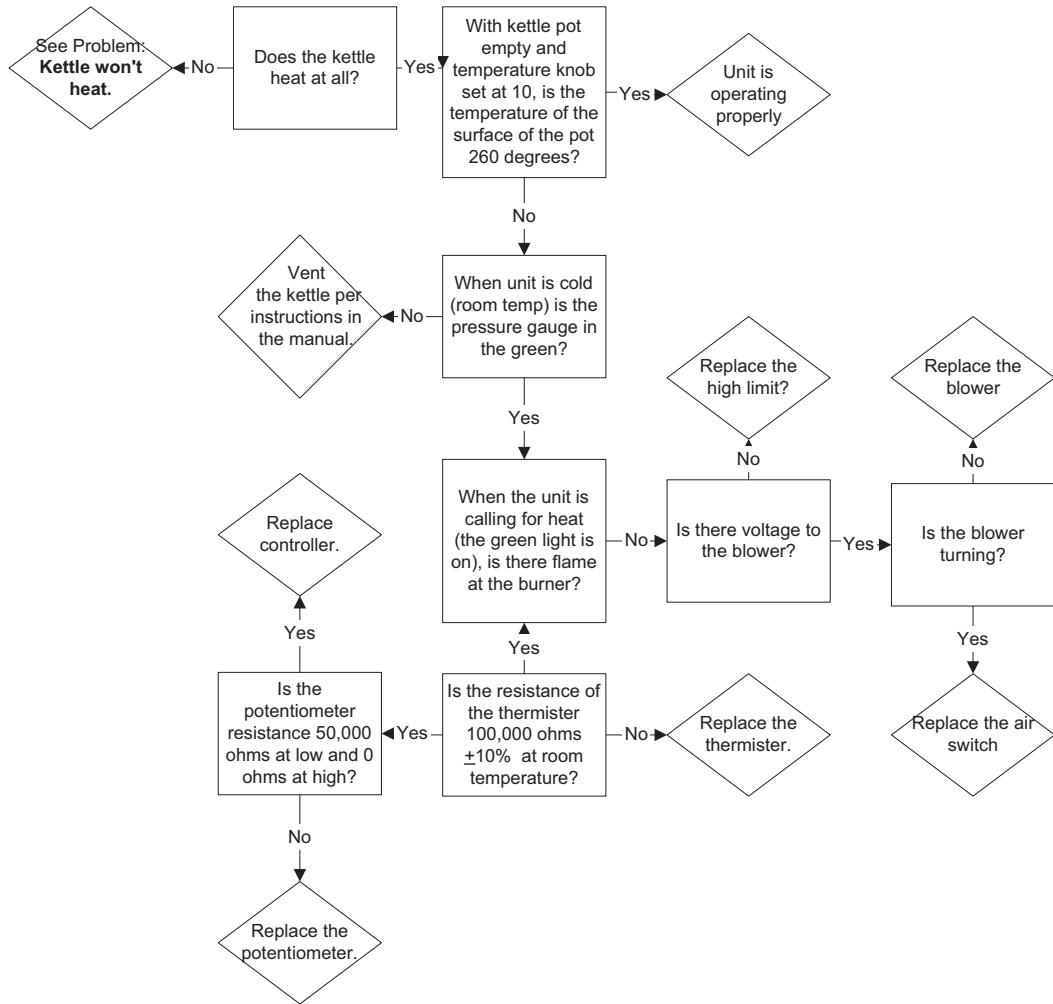 See Problem:
Kettle won't
heat.
No
Does the kettle
heat at all?
Yes
With kettle pot
empty and
temperature knob
set at 10, is the
temperature of the
surface of the pot
260 degrees?
Yes
Unit is
operating
properly
No
Vent
the kettle per
instructions in
the manual.
No
When unit is cold
(room temp) is the
pressure gauge in
the green?
Yes
Replace the
high limit?
Replace the
blower
No
No
Replace
controller.
When the unit is
calling for heat
(the green light is
on), is there flame
at the burner?
No
Is there voltage to
the blower?
Yes
Is the blower
turning?
Yes
Yes
Yes
Is the
potentiometer
resistance 50,000
ohms at low and 0
ohms at high?
Yes
Is the resistance of
the thermister
100,000 ohms
±10% at room
temperature?
No
Replace the
thermister.
Replace the air
switch
No
Replace the
potentiometer.